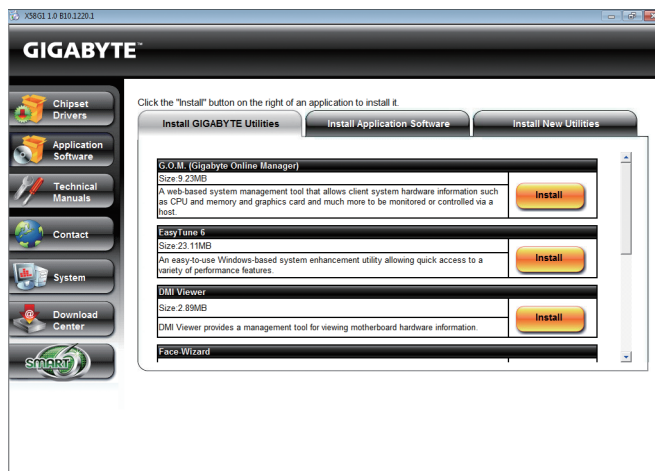 X58G1 1.0 B10.1220.1
GIGABYTE™
Chipset
Drivers
Application
Software
Technical
Manuals
Contact
System
Download
Center
SMART
Click the "Install" button on the right of an application to install it.
Install GIGABYTE Utilities
Install Application Software
Install New Utilities
G.O.M. (Gigabyte Online Manager)
Size:9.23MB
A web-based system management tool that allows client system hardware information such
as CPU and memory and graphics card and much more to be monitored or controlled via a
host.
Install
EasyTune 6
Size:23.11MB
An easy-to-use Windows-based system enhancement utility allowing quick access to a
variety of performance features.
Install
DMI Viewer
Size:2.89MB
DMI Viewer provides a management tool for viewing motherboard hardware information.
Install
Face-Wizard